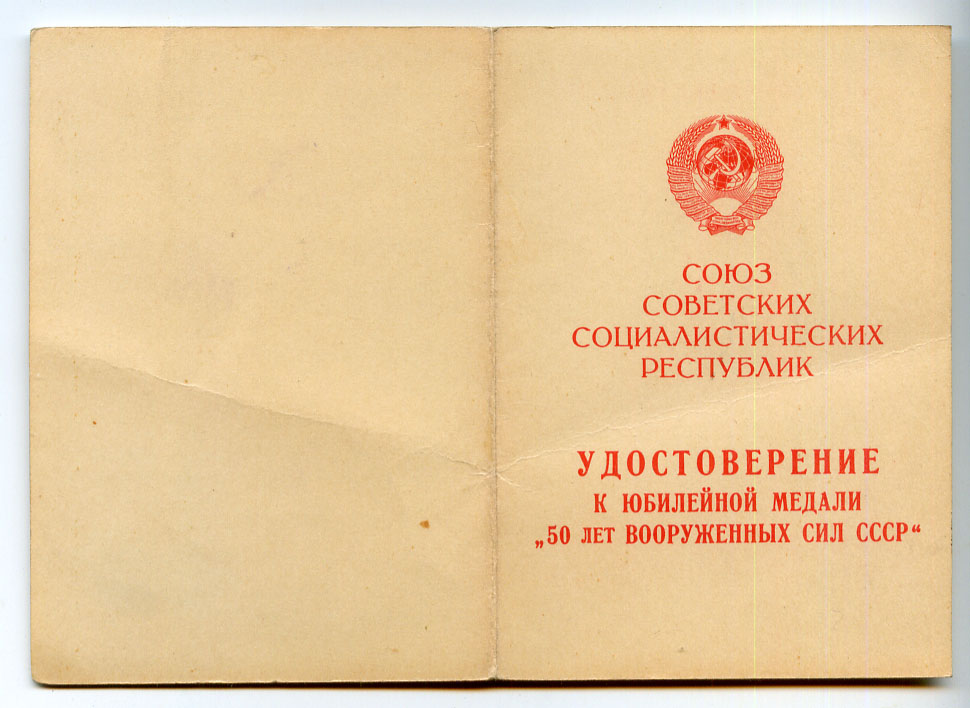 СОЮЗ
СОВЕТСКИХ
СОЦИАЛИСТИЧЕСКИХ
РЕСПУБЛИК
УДОСТОВЕРЕНИЕ
К ЮБИЛЕЙНОЙ МЕДАЛИ
„50 ЛЕТ ВООРУЖЕННЫХ СИЛ СССР“